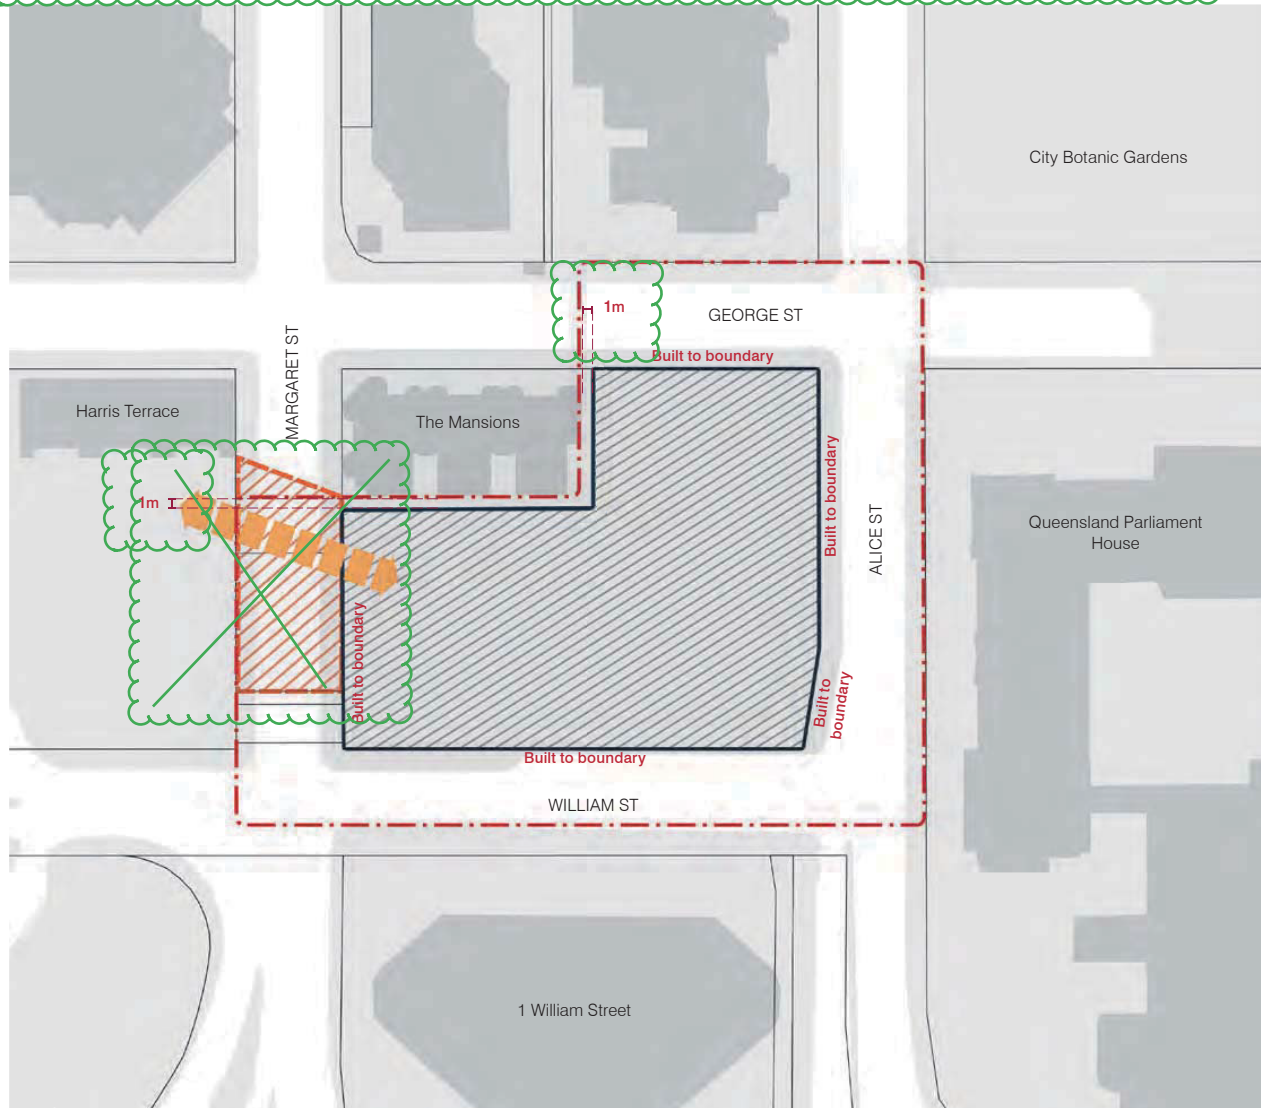 City Botanic Gardens
1m
GEORGE ST
Built to boundary
MARGARET ST
Harris Terrace
The Mansions
1m
Built to boundary
ALICE ST
Queensland Parliament
House
Built to boundary
Built to
boundary
Built to boundary
WILLIAM ST
1 William Street